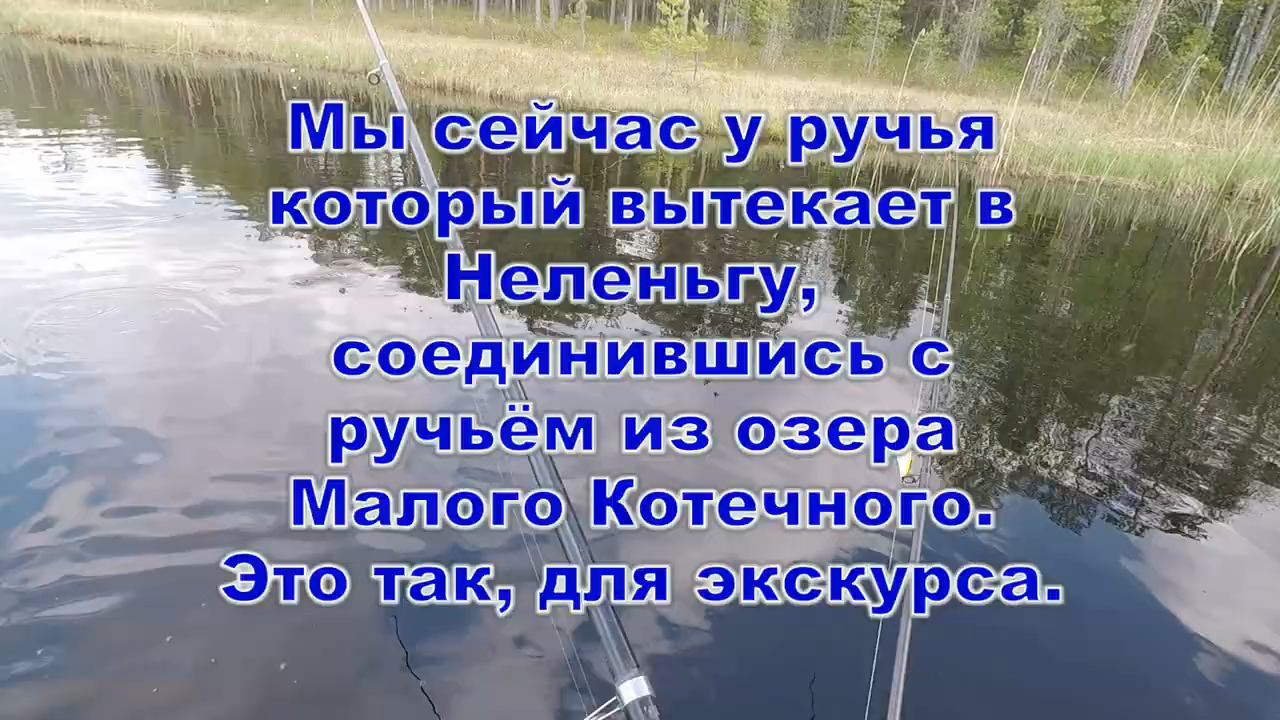 Мы сейчас у ручья
который вытекает в
Неленьгу,
соединившись с
ручьём из озера
Малого Котечного.
Это так, для экскурса.